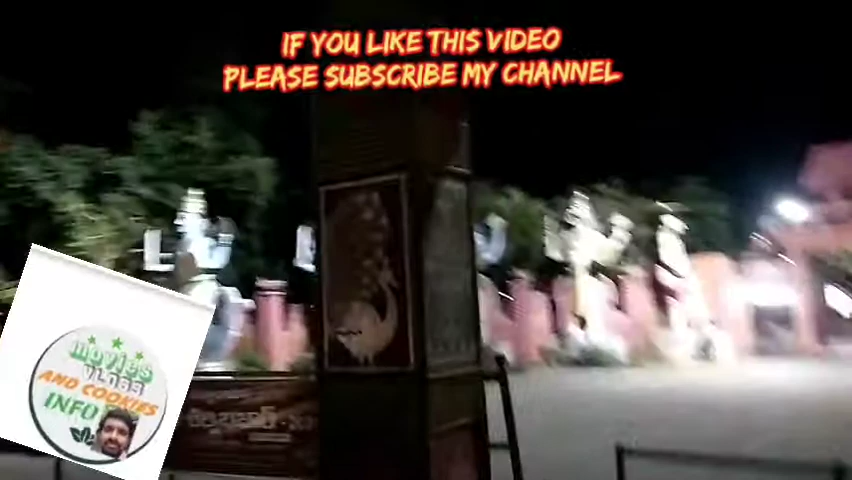 IF YOU LIKE THIS VIDEO
PLEASE SUBSCRIBE MY CHANNEL
MOVIES
VLOGS
AND COOKIES
INFO